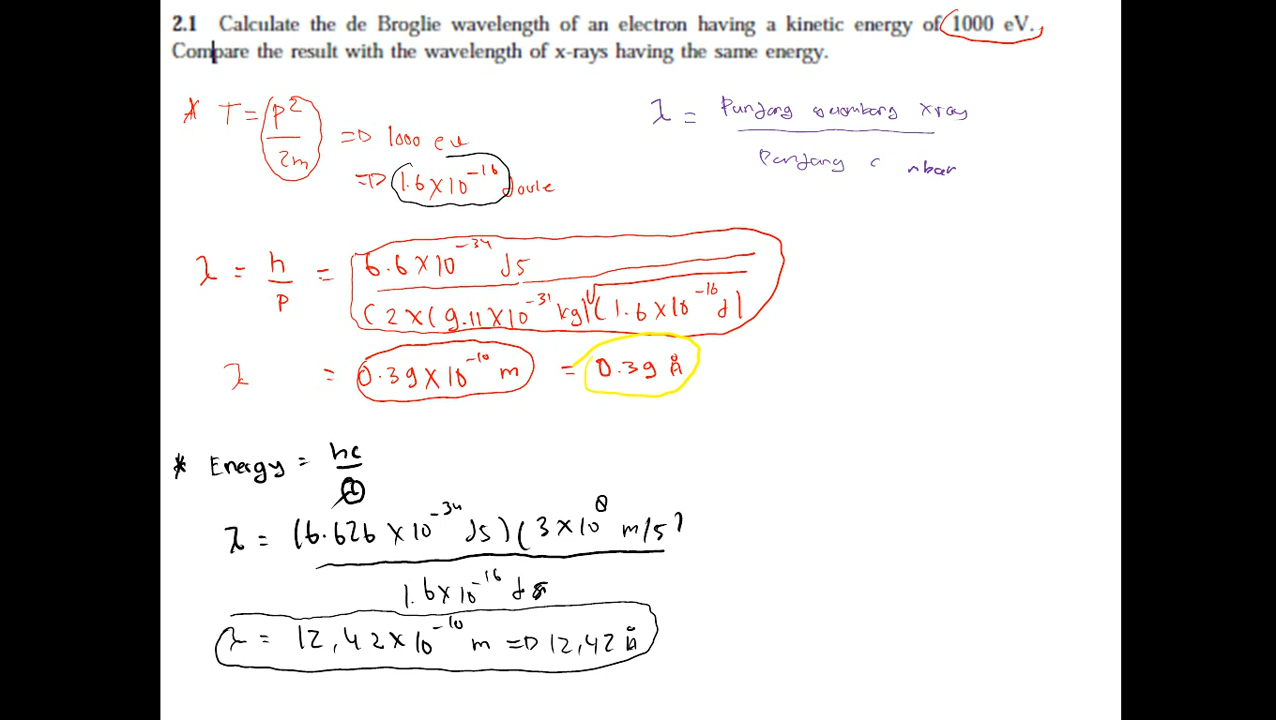 2.1 Calculate the de Broglie wavelength of an electron having a kinetic energy of 1000 eV.
Compare the result with the wavelength of x-rays having the same energy.
* T = p² / 2m => 1000 eV
=> 1.6 × 10⁻¹⁶ Joule
λ = Panjang gelombang xray
Panjang
λ = h / p = 6.6 × 10⁻³⁴ Js
(2 × (9.11 × 10⁻³¹ kg) (1.6 × 10⁻¹⁶ J)
λ = 0.39 × 10⁻¹⁰ m = 0.39 Å
* Energy = hc / λ
λ = (6.626 × 10⁻³⁴ Js) (3 × 10⁸ m/s)
1.6 × 10⁻¹⁶ J
λ = 12,42 × 10⁻¹⁰ m => 12,42 Å